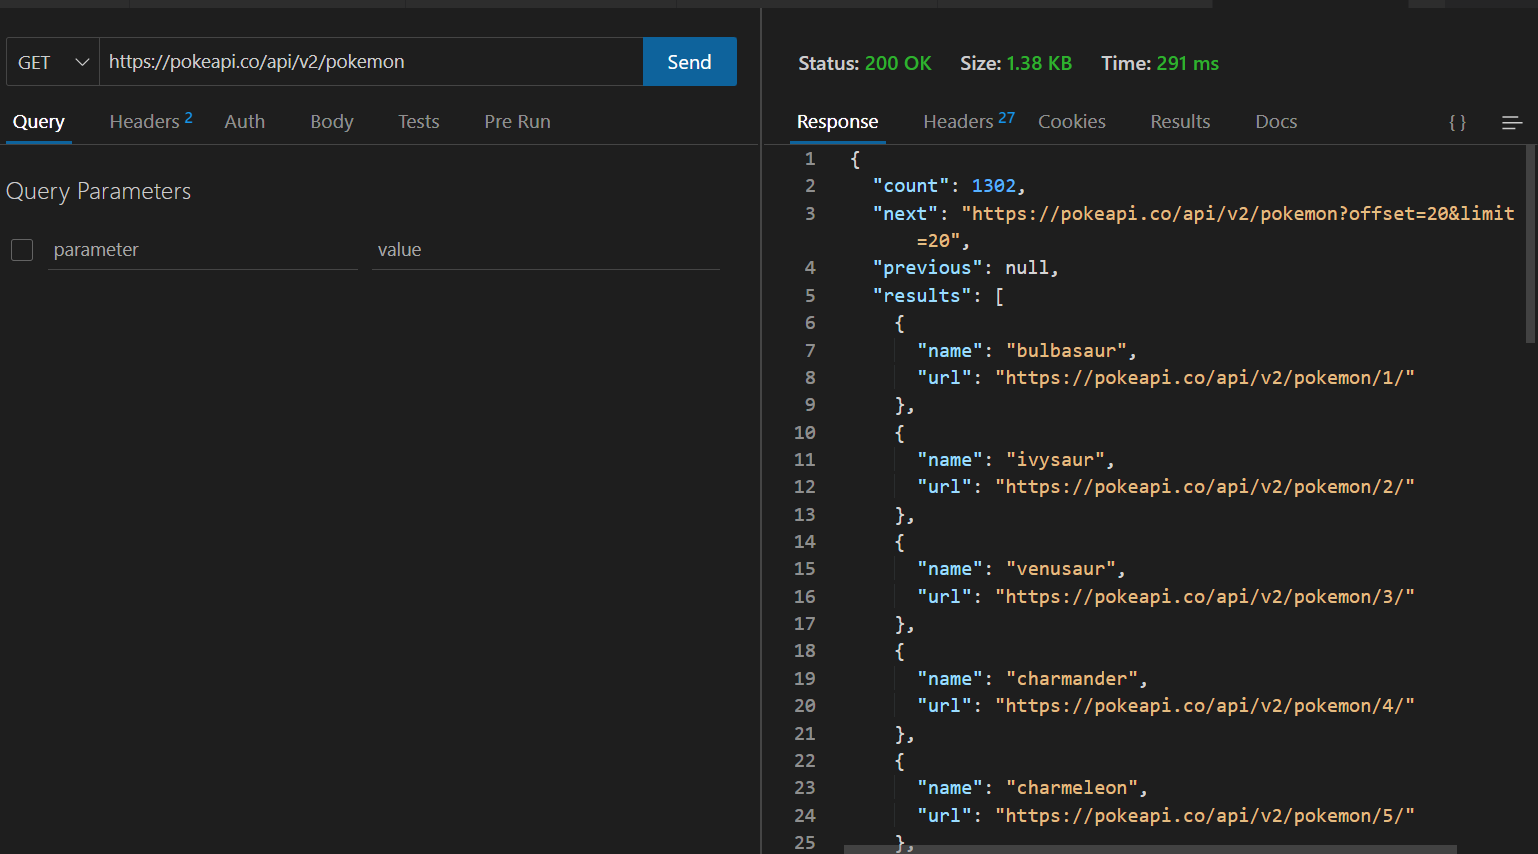 GET https://pokeapi.co/api/v2/pokemon Send
Query Headers 2 Auth Body Tests Pre Run
Query Parameters
parameter value
Status: 200 OK Size: 1.38 KB Time: 291 ms
Response Headers 27 Cookies Results Docs { }
1 {
2 "count": 1302,
3 "next": "https://pokeapi.co/api/v2/pokemon?offset=20&limit
=20",
4 "previous": null,
5 "results": [
6 {
7 "name": "bulbasaur",
8 "url": "https://pokeapi.co/api/v2/pokemon/1/"
9 },
10 {
11 "name": "ivysaur",
12 "url": "https://pokeapi.co/api/v2/pokemon/2/"
13 },
14 {
15 "name": "venusaur",
16 "url": "https://pokeapi.co/api/v2/pokemon/3/"
17 },
18 {
19 "name": "charmander",
20 "url": "https://pokeapi.co/api/v2/pokemon/4/"
21 },
22 {
23 "name": "charmeleon",
24 "url": "https://pokeapi.co/api/v2/pokemon/5/"
25 },